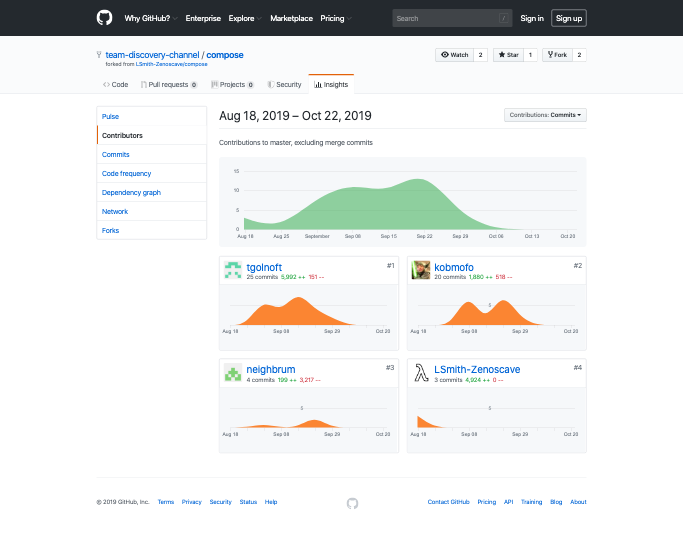 Why GitHub? Enterprise Explore Marketplace Pricing Search / Sign in Sign up
team-discovery-channel / compose Watch 2 Star 1 Fork 2
forked from LSmith-Zenoscave/compose
Code Pull requests 0 Projects 0 Security Insights
Pulse
Contributors
Commits
Code frequency
Dependency graph
Network
Forks
Aug 18, 2019 – Oct 22, 2019 Contributions: Commits
Contributions to master, excluding merge commits
15
10
5
0
Aug 18 Aug 25 September Sep 08 Sep 15 Sep 22 Sep 29 Oct 06 Oct 13 Oct 20
tgolnoft #1
25 commits 5,992 ++ 151 --
Aug 18 Sep 08 Sep 29 Oct 20
kobmofo #2
20 commits 1,880 ++ 518 --
5
Aug 18 Sep 08 Sep 29 Oct 20
neighbrum #3
4 commits 199 ++ 3,217 --
5
Aug 18 Sep 08 Sep 29 Oct 20
LSmith-Zenoscave #4
3 commits 4,924 ++ 0 --
5
Aug 18 Sep 08 Sep 29 Oct 20
© 2019 GitHub, Inc. Terms Privacy Security Status Help Contact GitHub Pricing API Training Blog About